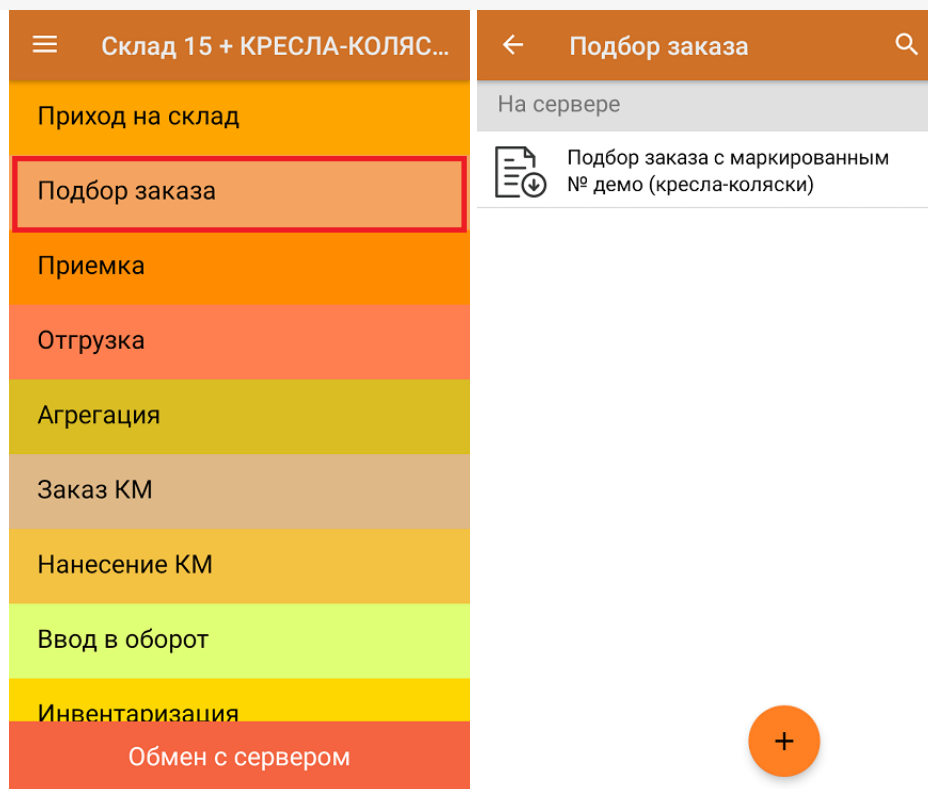 Склад 15 + КРЕСЛА-КОЛЯС...
Приход на склад
Подбор заказа
Приемка
Отгрузка
Агрегация
Заказ КМ
Нанесение КМ
Ввод в оборот
Инвентаризация
Обмен с сервером
Подбор заказа
На сервере
Подбор заказа с маркированным
№ демо (кресла-коляски)
+